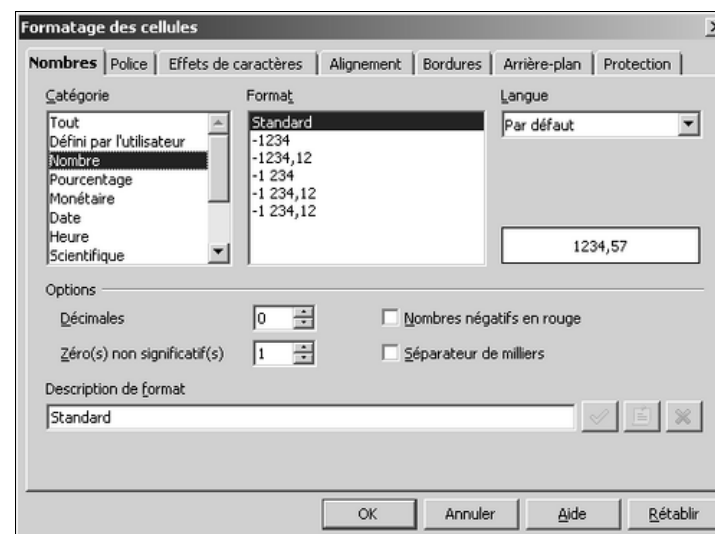 Formatage des cellules
Nombres Police Effets de caractères Alignement Bordures Arrière-plan Protection
Catégorie
Tout
Défini par l'utilisateur
Nombre
Pourcentage
Monétaire
Date
Heure
Scientifique
Format
Standard
-1234
-1234,12
-1 234
-1 234,12
-1 234,12
Langue
Par défaut
1234,57
Options
Décimales 0
Nombres négatifs en rouge
Zéro(s) non significatif(s) 1
Séparateur de milliers
Description de format
Standard
OK Annuler Aide Rétablir